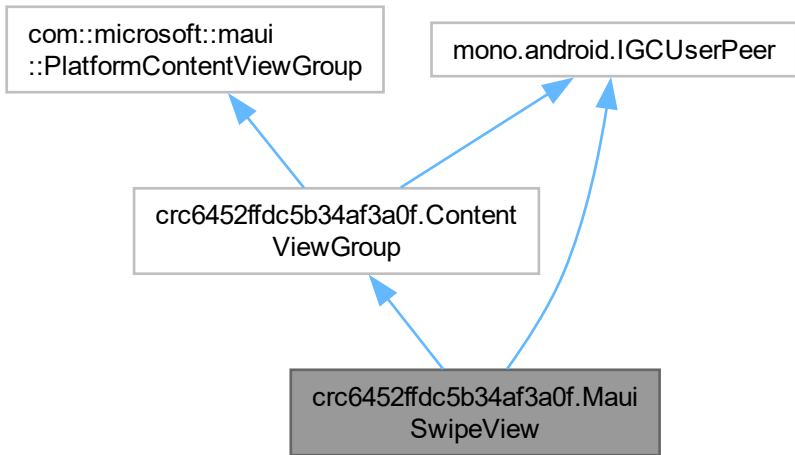 com::microsoft::maui
::PlatformContentViewGroup
mono.android.IGCUserPeer
crc6452ffdc5b34af3a0f.Content
ViewGroup
crc6452ffdc5b34af3a0f.Maui
SwipeView